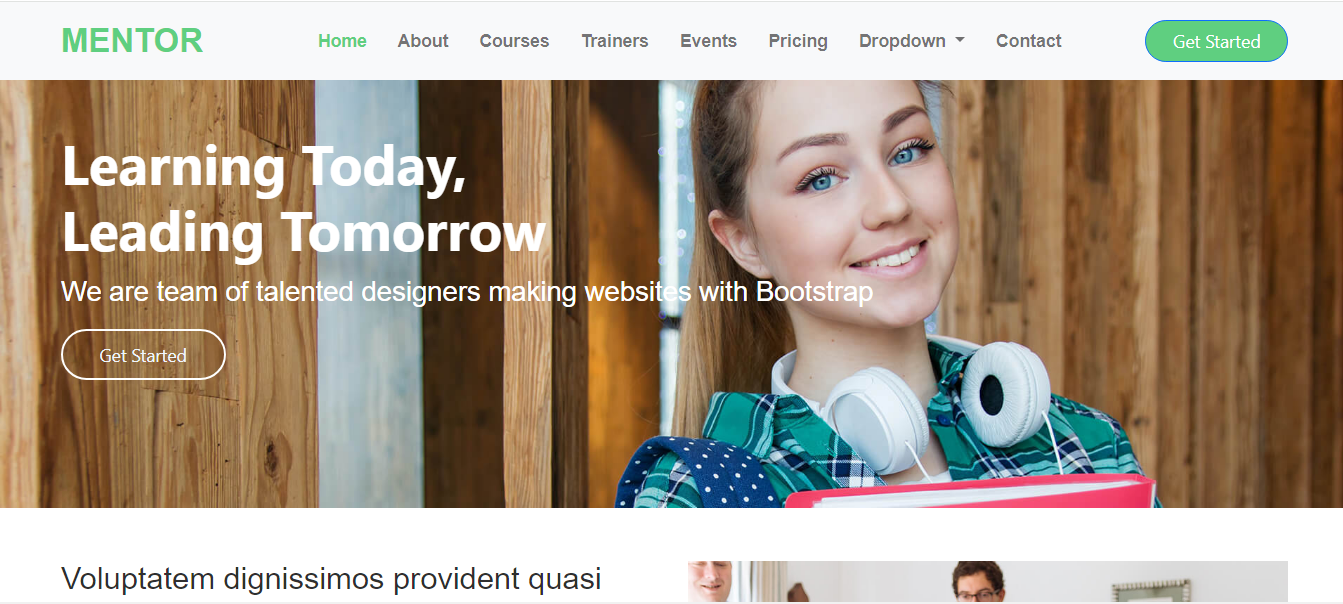 MENTOR
Home About Courses Trainers Events Pricing Dropdown Contact
Get Started
Learning Today,
Leading Tomorrow
We are team of talented designers making websites with Bootstrap
Get Started
Voluptatem dignissimos provident quasi